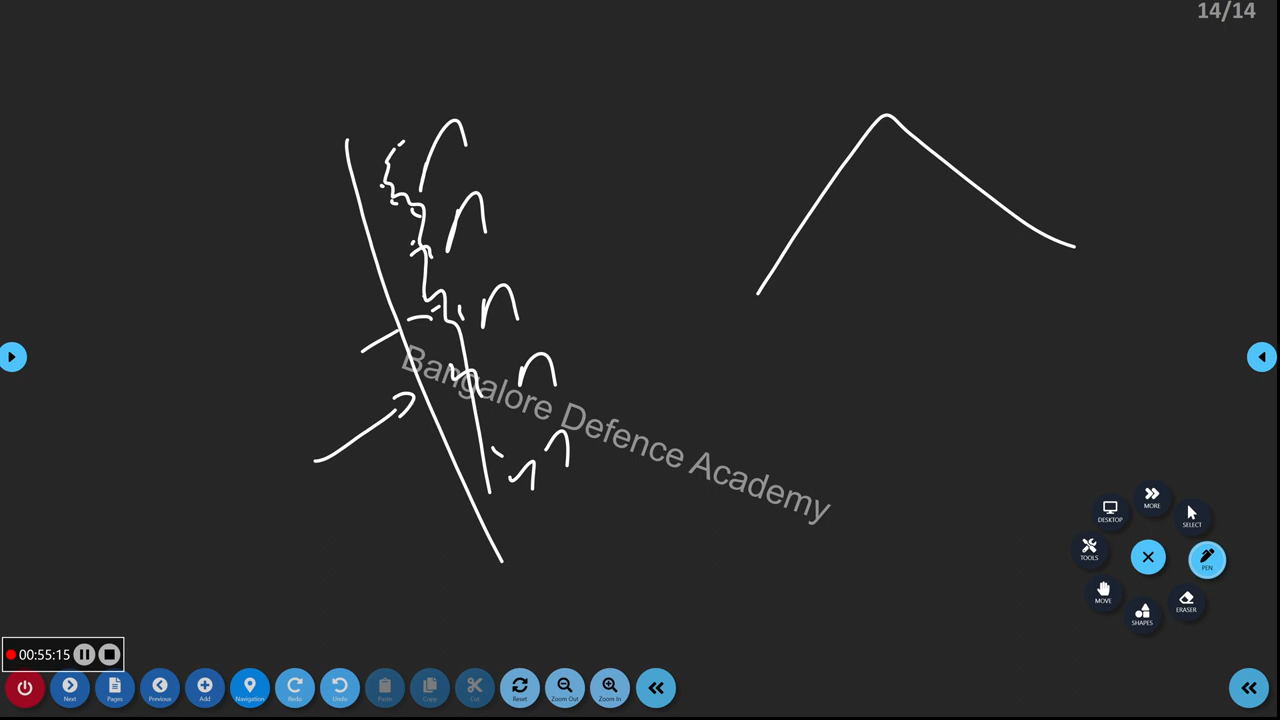 14/14
Bangalore Defence Academy
MORE
DESKTOP
SELECT
TOOLS
PEN
MOVE
ERASER
SHAPES
00:55:15
Next
Pages
Previous
Add
Navigation
Redo
Undo
Paste
Copy
Cut
Reset
Zoom Out
Zoom In